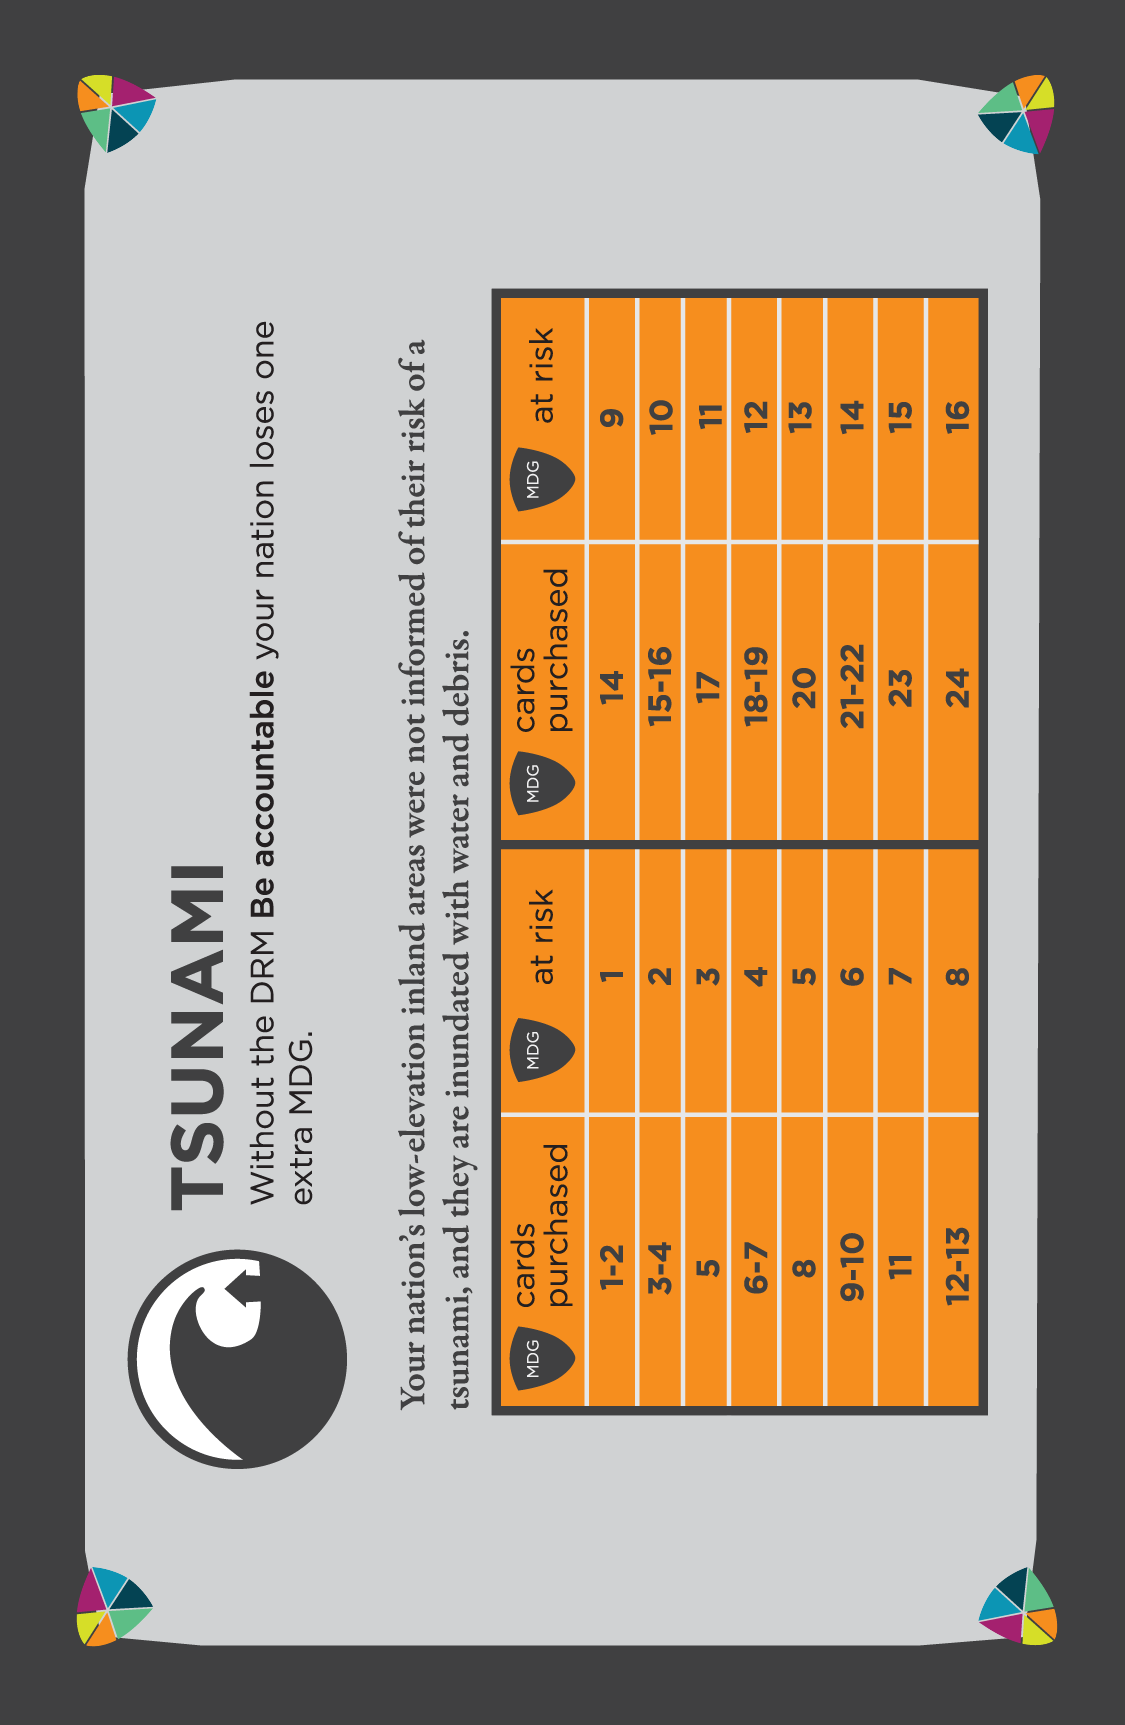 TSUNAMI
Without the DRM Be accountable your nation loses one
extra MDG.
Your nation's low-elevation inland areas were not informed of their risk of a
tsunami, and they are inundated with water and debris.
MDG cards purchased MDG at risk MDG cards purchased MDG at risk
1-2 1 14 9
3-4 2 15-16 10
5 3 17 11
6-7 4 18-19 12
8 5 20 13
9-10 6 21-22 14
11 7 23 15
12-13 8 24 16